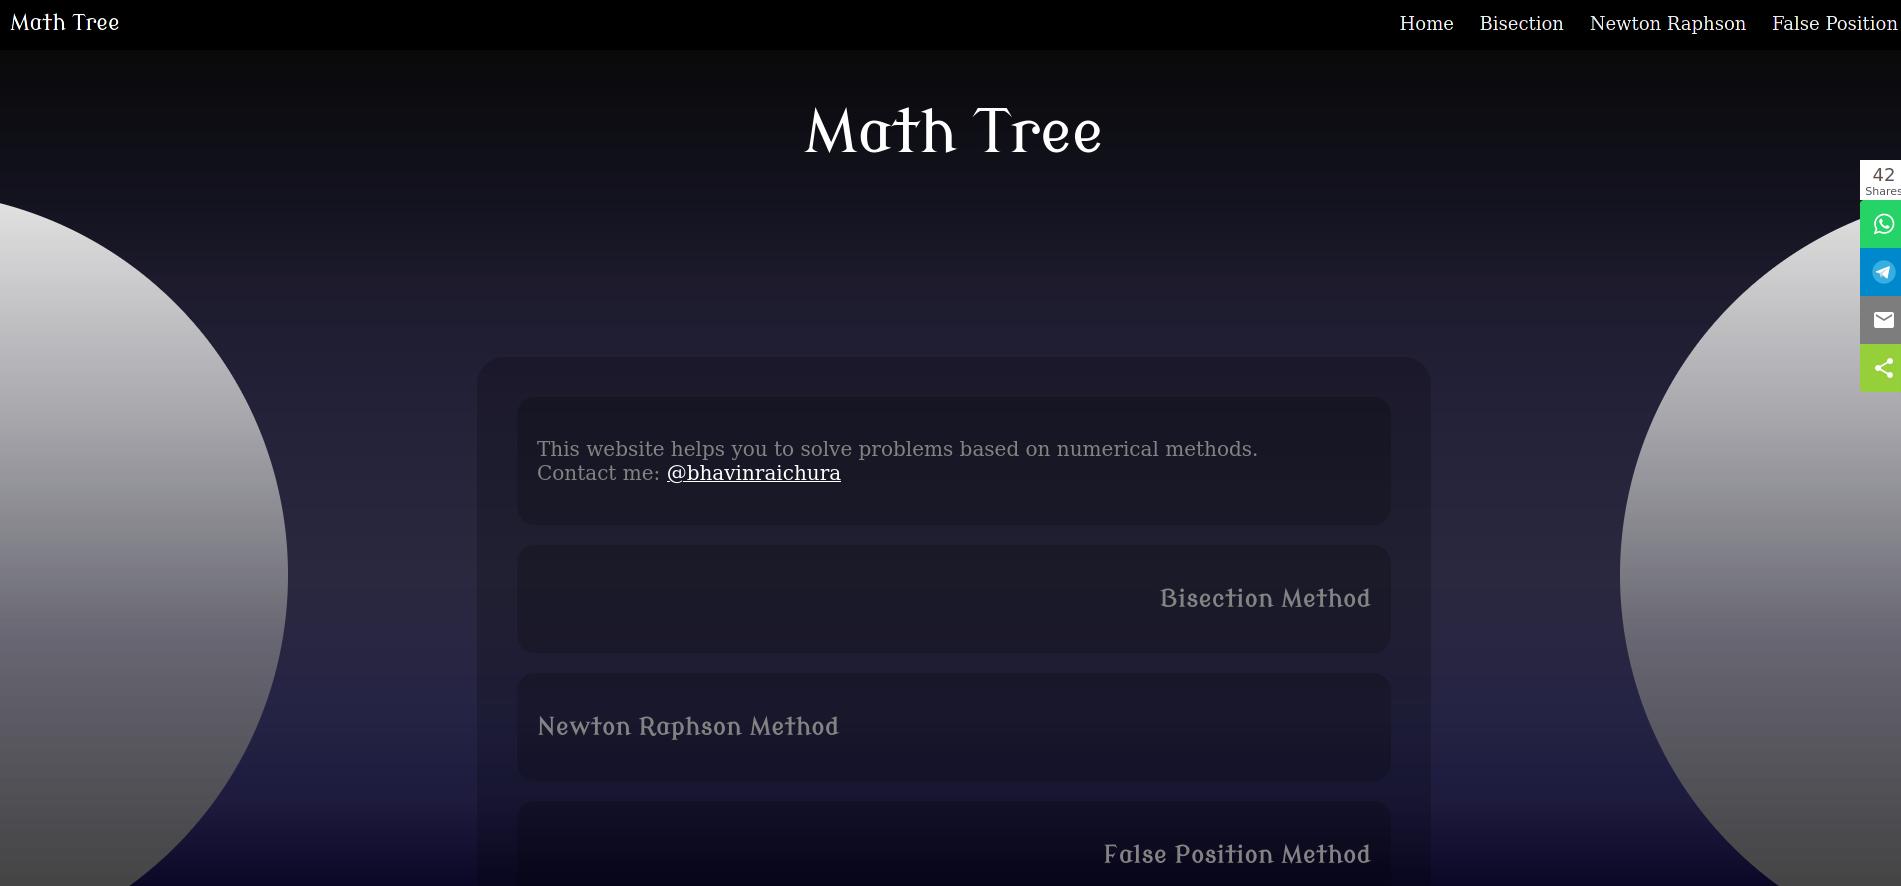 Math Tree
Home Bisection Newton Raphson False Position
Math Tree
42
Shares
This website helps you to solve problems based on numerical methods.
Contact me: @bhavinraichura
Bisection Method
Newton Raphson Method
False Position Method